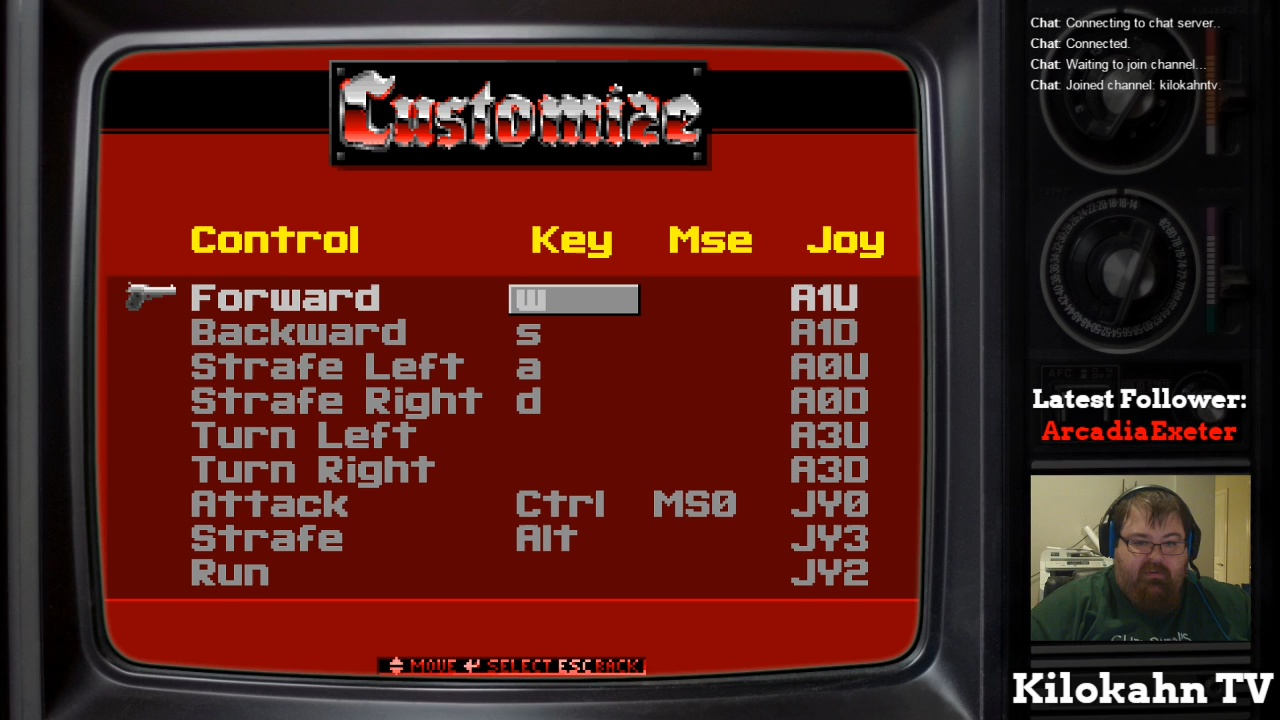 Customize
Control Key Mse Joy
Forward w A1U
Backward s A1D
Strafe Left a A0U
Strafe Right d A0D
Turn Left A3U
Turn Right A3D
Attack Ctrl MS0 JY0
Strafe Alt JY3
Run JY2
MOVE SELECT ESC BACK
Chat: Connecting to chat server..
Chat: Connected.
Chat: Waiting to join channel...
Chat: Joined channel: kilokahntv.
Latest Follower:
ArcadiaExeter
Kilokahn TV